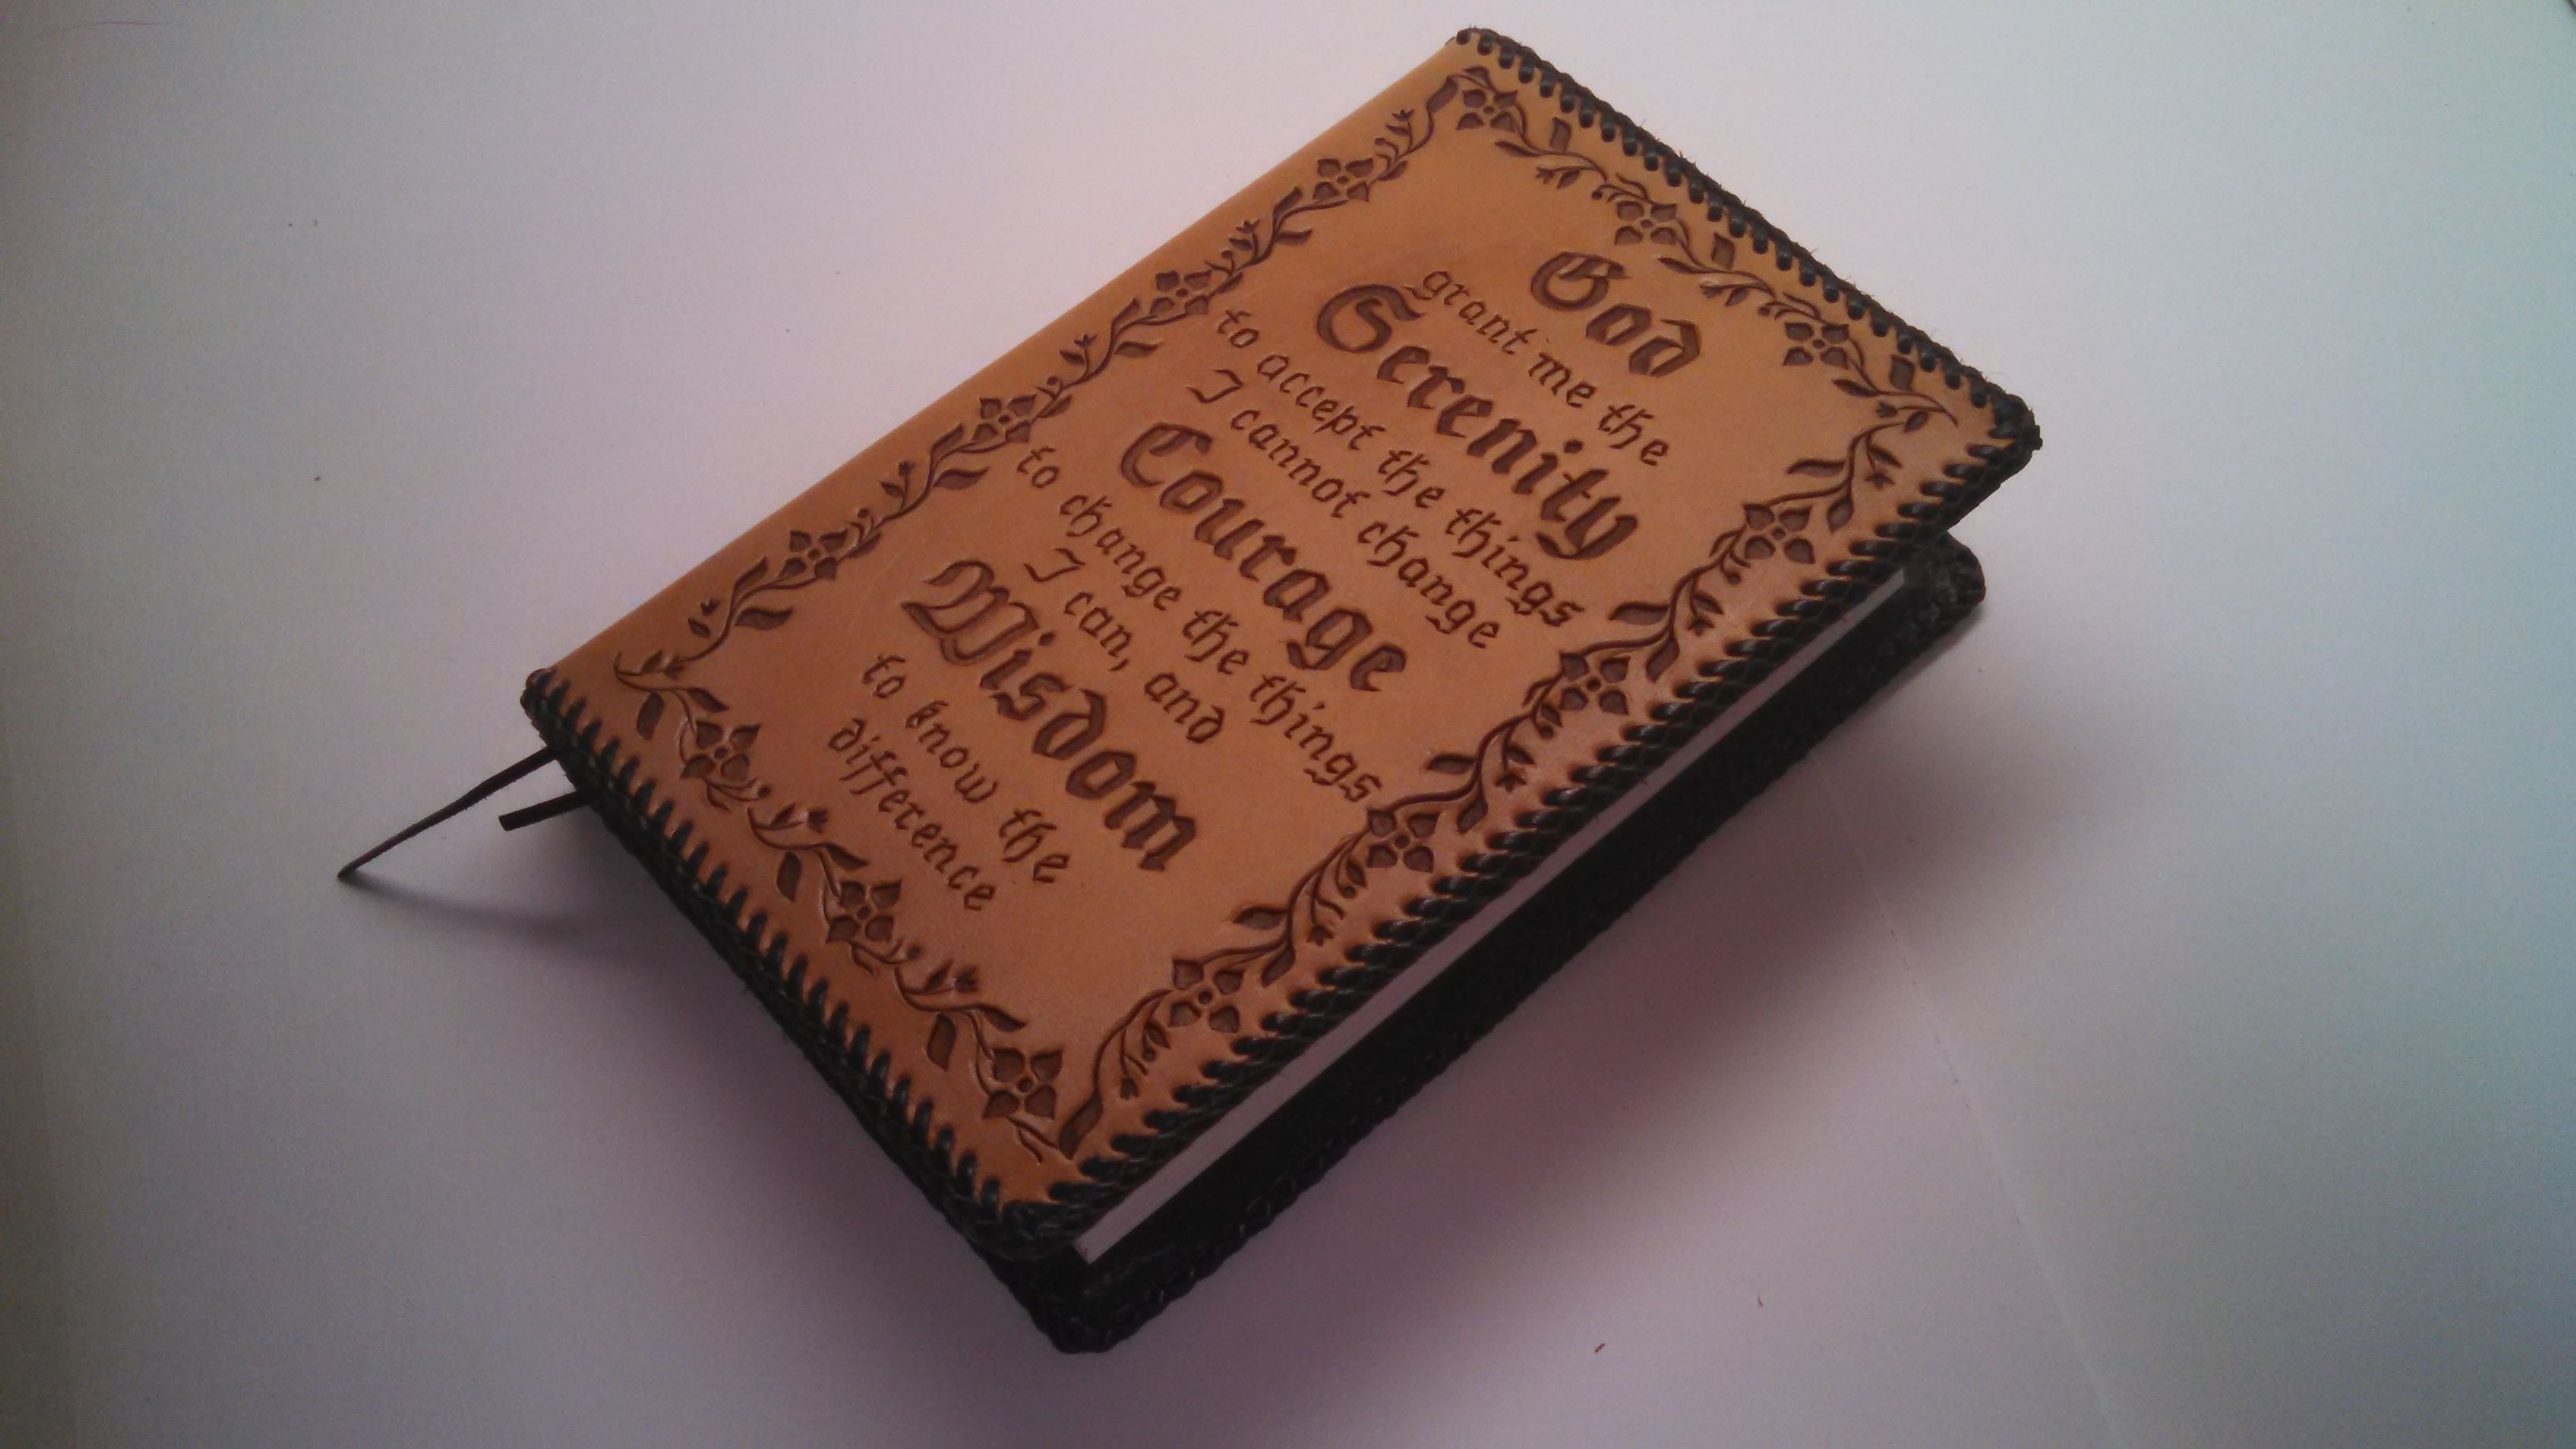 God
grant me the
Serenity
to accept the things
I cannot change
Courage
to change the things
I can, and
Wisdom
to know the
difference